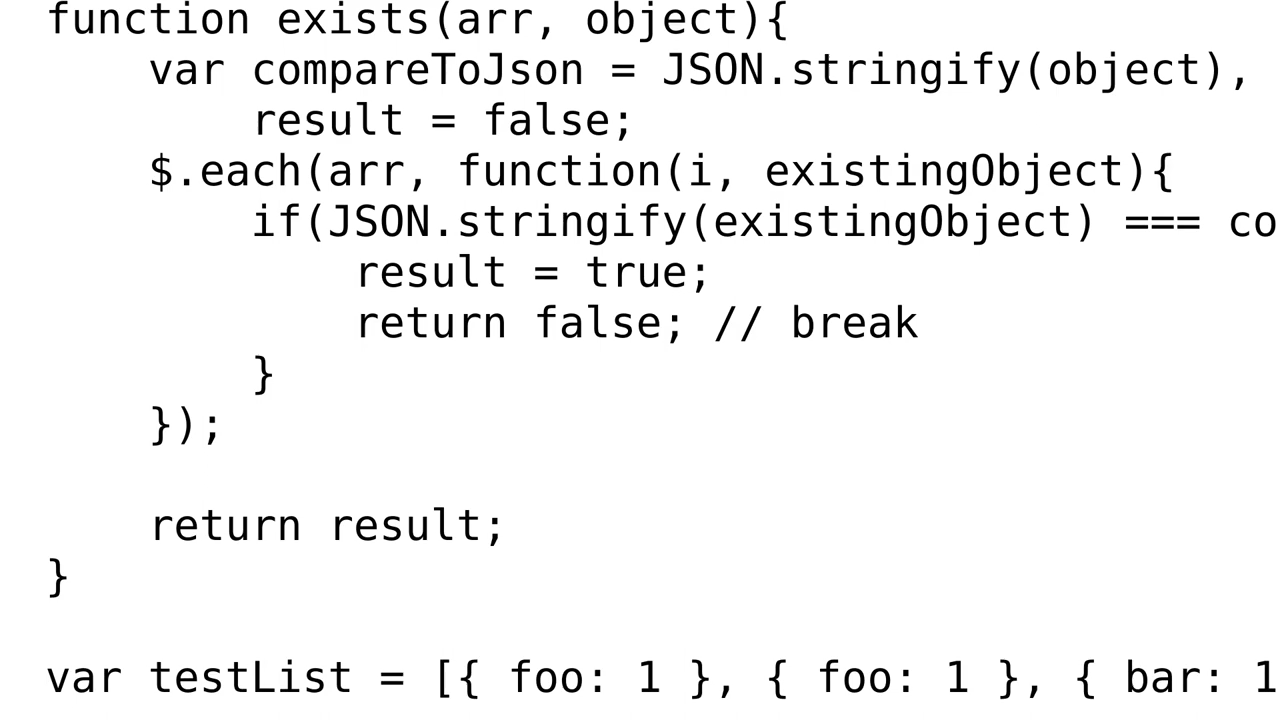 function exists(arr, object){
    var compareToJson = JSON.stringify(object),
        result = false;
    $.each(arr, function(i, existingObject){
        if(JSON.stringify(existingObject) === co
            result = true;
            return false; // break
        }
    });

    return result;
}

var testList = [{ foo: 1 }, { foo: 1 }, { bar: 1